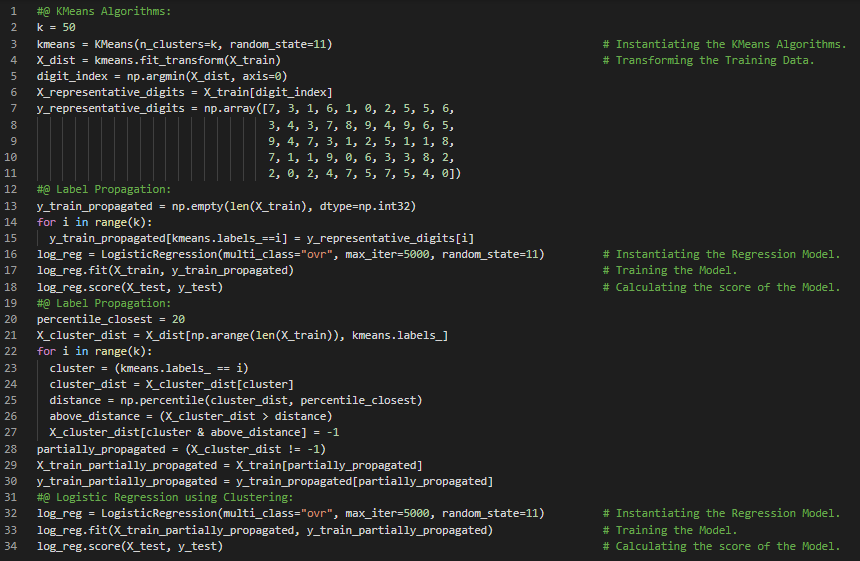 1 #@ KMeans Algorithms:
2 k = 50
3 kmeans = KMeans(n_clusters=k, random_state=11) # Instantiating the KMeans Algorithms.
4 X_dist = kmeans.fit_transform(X_train) # Transforming the Training Data.
5 digit_index = np.argmin(X_dist, axis=0)
6 X_representative_digits = X_train[digit_index]
7 y_representative_digits = np.array([7, 3, 1, 6, 1, 0, 2, 5, 5, 6,
8 3, 4, 3, 7, 8, 9, 4, 9, 6, 5,
9 9, 4, 7, 3, 1, 2, 5, 1, 1, 8,
10 7, 1, 1, 9, 0, 6, 3, 3, 8, 2,
11 2, 0, 2, 4, 7, 5, 7, 5, 4, 0])
12 #@ Label Propagation:
13 y_train_propagated = np.empty(len(X_train), dtype=np.int32)
14 for i in range(k):
15 y_train_propagated[kmeans.labels_==i] = y_representative_digits[i]
16 log_reg = LogisticRegression(multi_class="ovr", max_iter=5000, random_state=11) # Instantiating the Regression Model.
17 log_reg.fit(X_train, y_train_propagated) # Training the Model.
18 log_reg.score(X_test, y_test) # Calculating the score of the Model.
19 #@ Label Propagation:
20 percentile_closest = 20
21 X_cluster_dist = X_dist[np.arange(len(X_train)), kmeans.labels_]
22 for i in range(k):
23 cluster = (kmeans.labels_ == i)
24 cluster_dist = X_cluster_dist[cluster]
25 distance = np.percentile(cluster_dist, percentile_closest)
26 above_distance = (X_cluster_dist > distance)
27 X_cluster_dist[cluster & above_distance] = -1
28 partially_propagated = (X_cluster_dist != -1)
29 X_train_partially_propagated = X_train[partially_propagated]
30 y_train_partially_propagated = y_train_propagated[partially_propagated]
31 #@ Logistic Regression using Clustering:
32 log_reg = LogisticRegression(multi_class="ovr", max_iter=5000, random_state=11) # Instantiating the Regression Model.
33 log_reg.fit(X_train_partially_propagated, y_train_partially_propagated) # Training the Model.
34 log_reg.score(X_test, y_test) # Calculating the score of the Model.